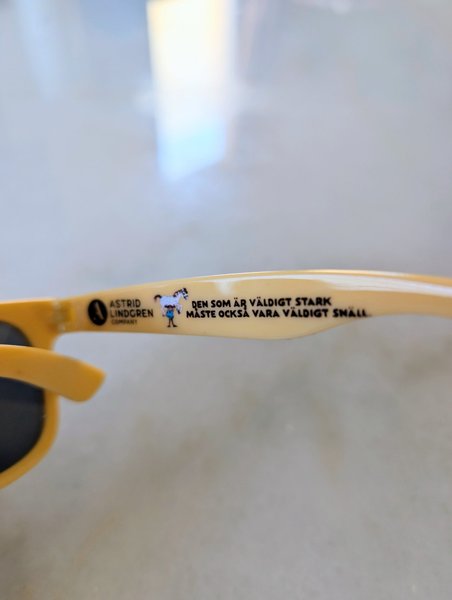 ASTRID
LINDGREN
COMPANY
DEN SOM ÄR VÄLDIGT STARK
MÅSTE OCKSÅ VARA VÄLDIGT SNÄLL.